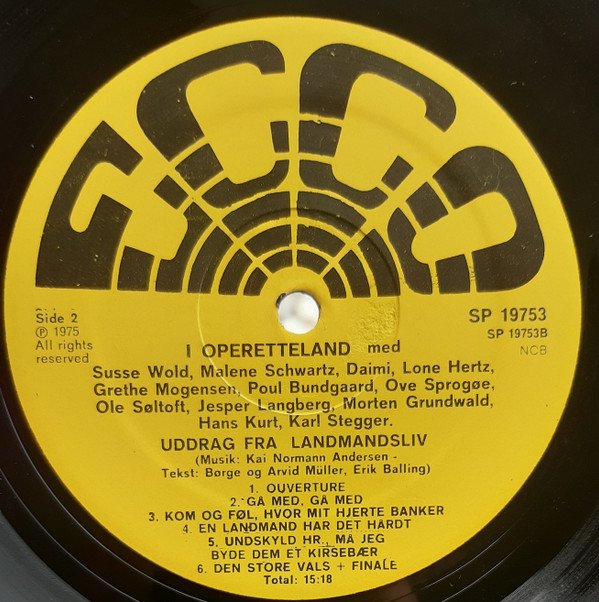 ECCO
Side 2
Ⓟ 1975
All rights
reserved
SP 19753
SP 19753B
NCB
I OPERETTELAND med
Susse Wold, Malene Schwartz, Daimi, Lone Hertz,
Grethe Mogensen, Poul Bundgaard, Ove Sprogøe,
Ole Søltoft, Jesper Langberg, Morten Grundwald,
Hans Kurt, Karl Stegger.
UDDRAG FRA LANDMANDSLIV
(Musik: Kai Normann Andersen -
Tekst: Børge og Arvid Müller, Erik Balling)
1. OUVERTURE
2. GÅ MED, GÅ MED
3. KOM OG FØL, HVOR MIT HJERTE BANKER
4. EN LANDMAND HAR DET HÅRDT
5. UNDSKYLD HR., MÅ JEG
BYDE DEM ET KIRSEBÆR
6. DEN STORE VALS + FINALE
Total: 15:18